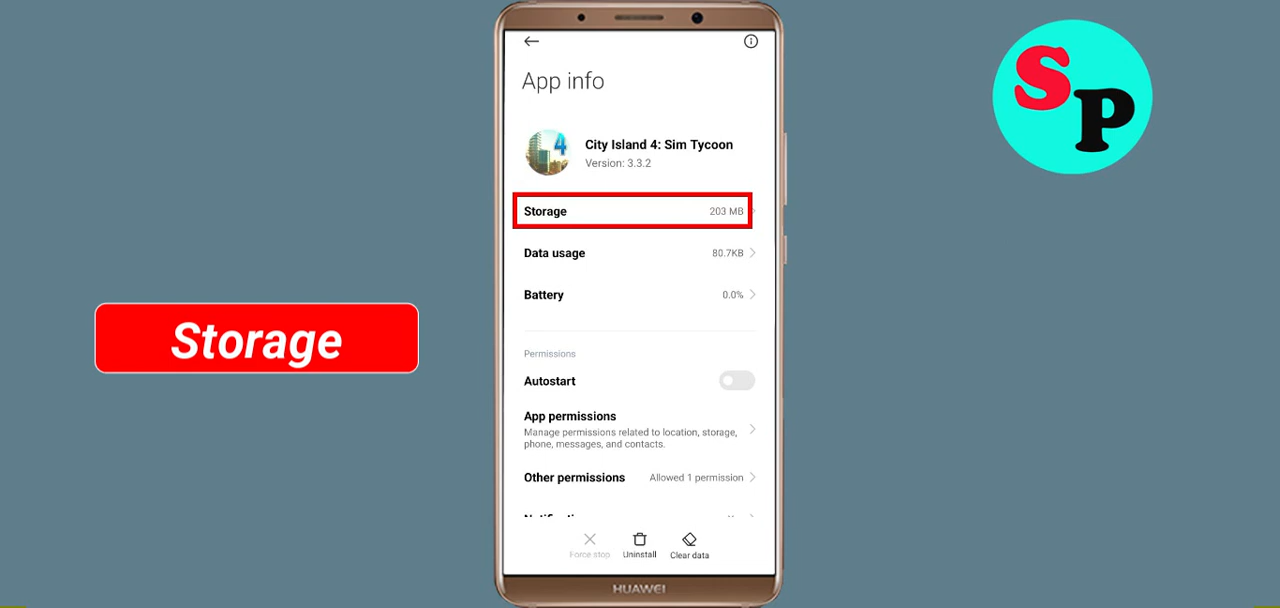 App info
4
City Island 4: Sim Tycoon
Version: 3.3.2
Storage 203 MB
Data usage 80.7KB
Battery 0.0%
Permissions
Autostart
App permissions
Manage permissions related to location, storage,
phone, messages, and contacts.
Other permissions Allowed 1 permission
Force stop Uninstall Clear data
HUAWEI
Storage
SP